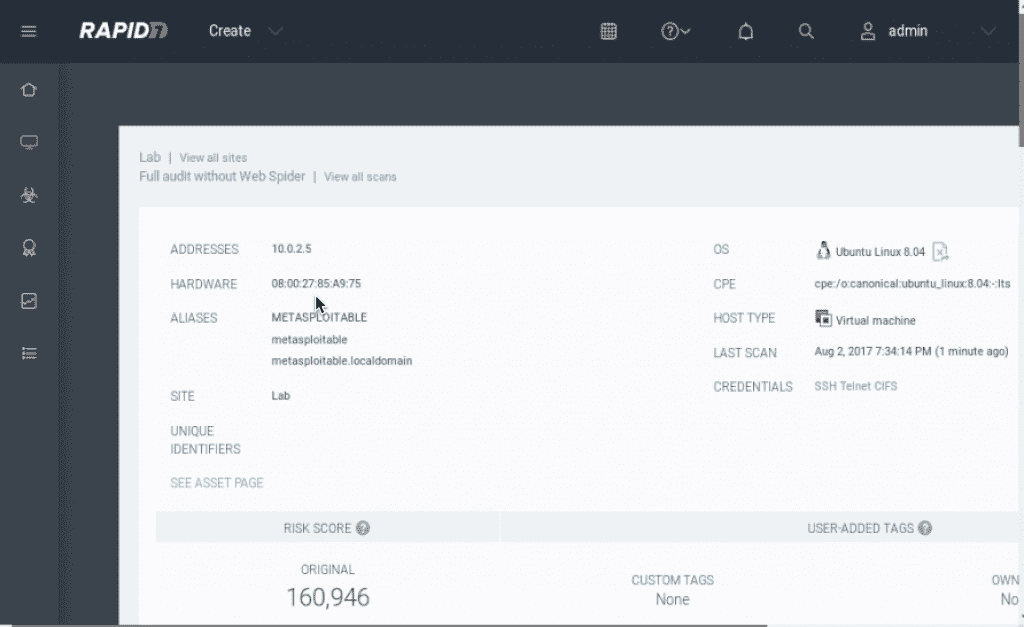 RAPID7 Create admin
Lab | View all sites
Full audit without Web Spider | View all scans
ADDRESSES 10.0.2.5
HARDWARE 08:00:27:85:A9:75
ALIASES METASPLOITABLE
metasploitable
metasploitable.localdomain
SITE Lab
UNIQUE
IDENTIFIERS
SEE ASSET PAGE
OS Ubuntu Linux 8.04
CPE cpe:/o:canonical:ubuntu_linux:8.04:-:lts
HOST TYPE Virtual machine
LAST SCAN Aug 2, 2017 7:34:14 PM (1 minute ago)
CREDENTIALS SSH Telnet CIFS
RISK SCORE ?
ORIGINAL
160,946
USER-ADDED TAGS ?
CUSTOM TAGS
None
OWN
No